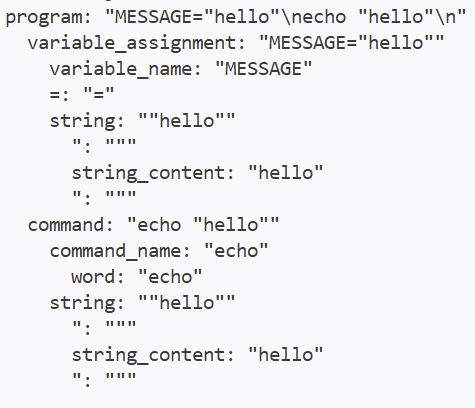 program: "MESSAGE="hello"\necho "hello"\n"
  variable_assignment: "MESSAGE="hello""
    variable_name: "MESSAGE"
    =: "="
    string: ""hello""
      ": """
      string_content: "hello"
      ": """
  command: "echo "hello""
    command_name: "echo"
      word: "echo"
    string: ""hello""
      ": """
      string_content: "hello"
      ": """